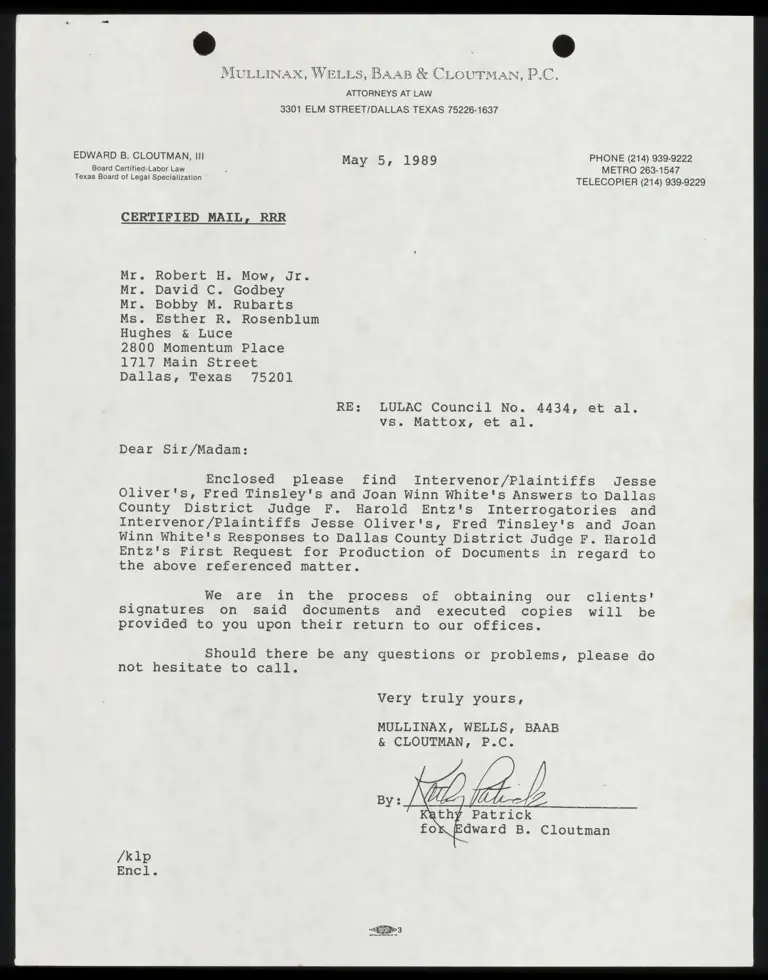 MULLINAX, WELLS, BAAB & CLOUTMAN, P.C.
ATTORNEYS AT LAW
3301 ELM STREET/DALLAS TEXAS 75226-1637
EDWARD B. CLOUTMAN, III
Board Certified-Labor Law
Texas Board of Legal Specialization
May 5, 1989
PHONE (214) 939-9222
METRO 263-1547
TELECOPIER (214) 939-9229
CERTIFIED MAIL, RRR
Mr. Robert H. Mow, Jr.
Mr. David C. Godbey
Mr. Bobby M. Rubarts
Ms. Esther R. Rosenblum
Hughes & Luce
2800 Momentum Place
1717 Main Street
Dallas, Texas 75201
RE: LULAC Council No. 4434, et al.
vs. Mattox, et al.
Dear Sir/Madam:
Enclosed please find Intervenor/Plaintiffs Jesse
Oliver's, Fred Tinsley's and Joan Winn White's Answers to Dallas
County District Judge F. Harold Entz's Interrogatories and
Intervenor/Plaintiffs Jesse Oliver's, Fred Tinsley's and Joan
Winn White's Responses to Dallas County District Judge F. Harold
Entz's First Request for Production of Documents in regard to
the above referenced matter.
We are in the process of obtaining our clients'
signatures on said documents and executed copies will be
provided to you upon their return to our offices.
Should there be any questions or problems, please do
not hesitate to call.
Very truly yours,
MULLINAX, WELLS, BAAB
& CLOUTMAN, P.C.
By: Kathy Patrick
Kathy Patrick
for Edward B. Cloutman
/klp
Encl.
3